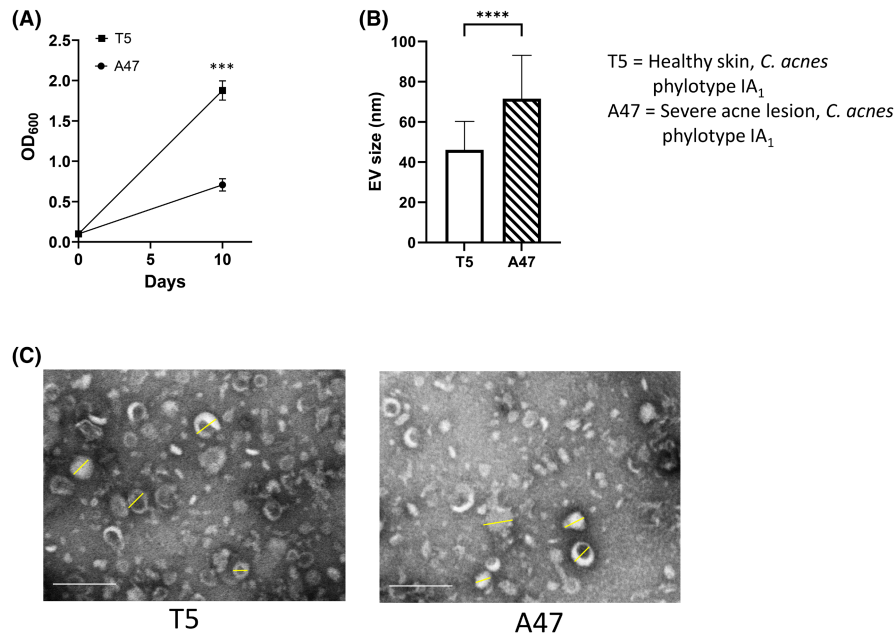 (A)
T5
A47
***
OD600
2.5
2.0
1.5
1.0
0.5
0.0
0 5 10
Days
(B)
****
EV size (nm)
100
80
60
40
20
0
T5 A47
T5 = Healthy skin, C. acnes
phylotype IA1
A47 = Severe acne lesion, C. acnes
phylotype IA1
(C)
T5
A47